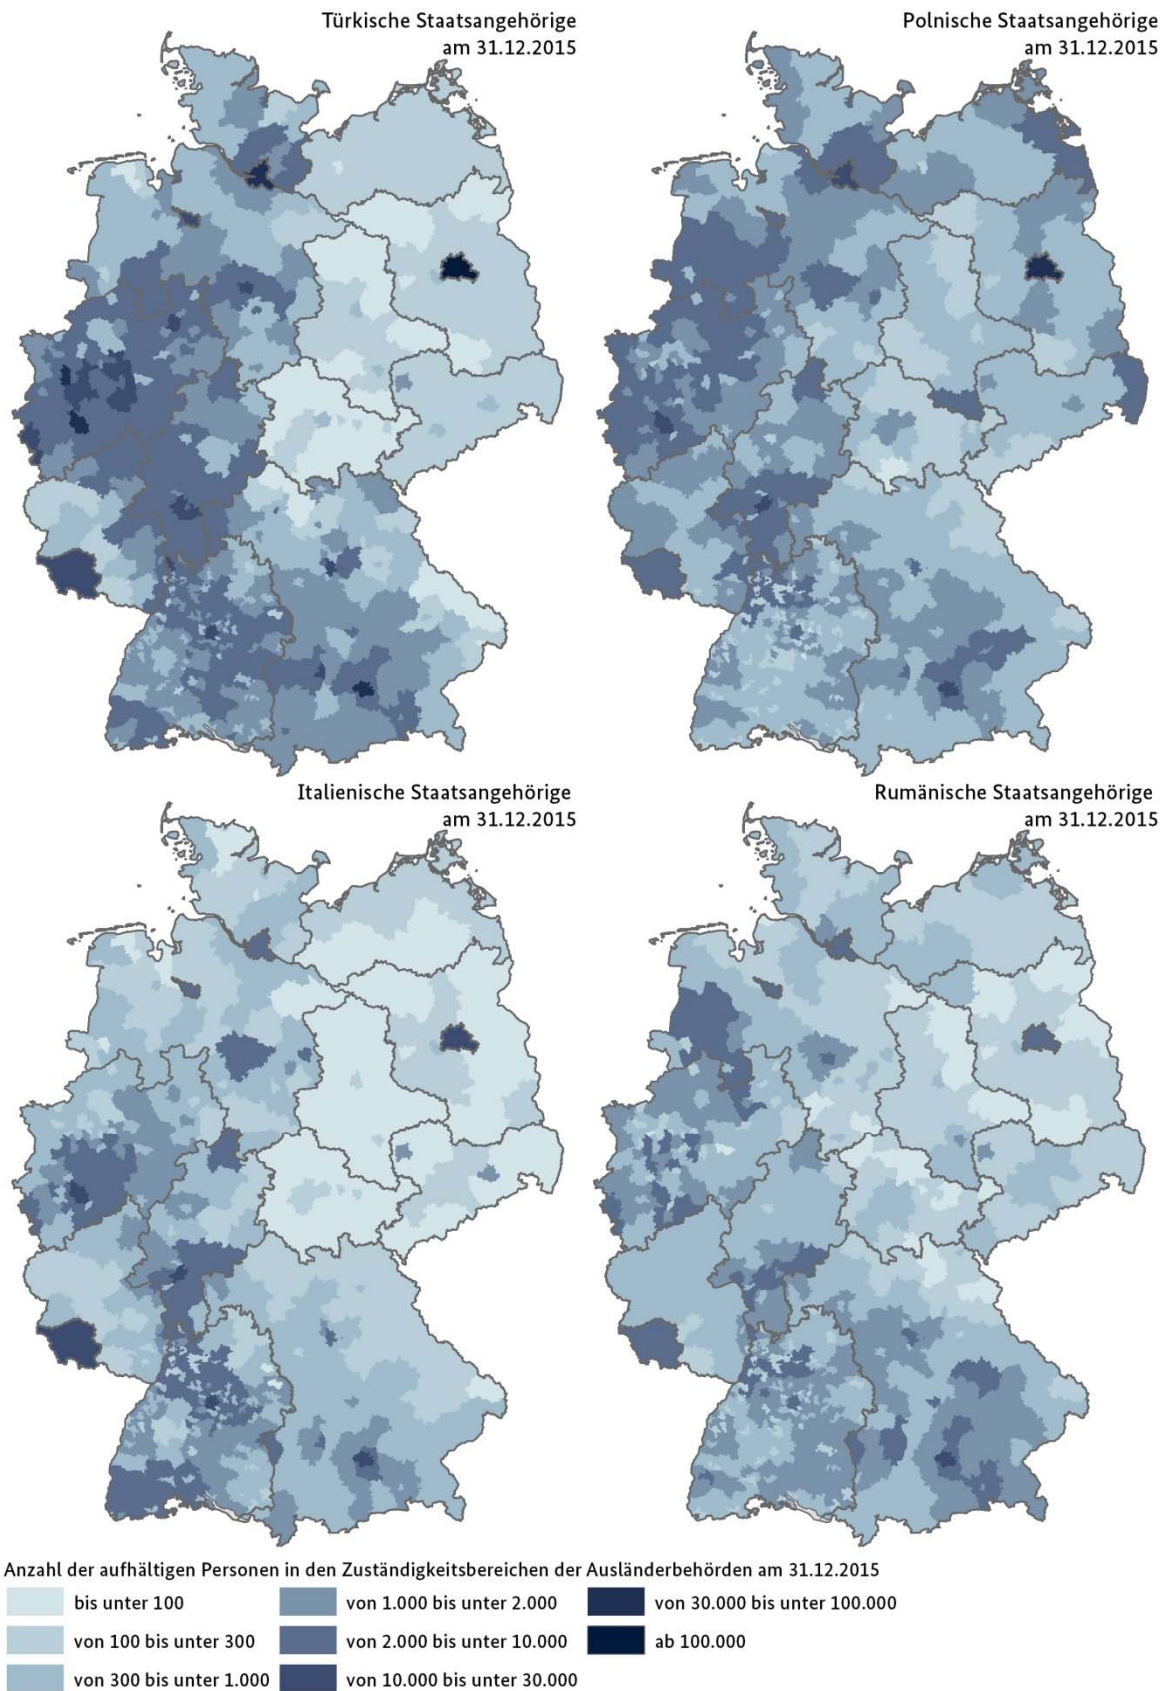 Türkische Staatsangehörige
am 31.12.2015
Polnische Staatsangehörige
am 31.12.2015
Italienische Staatsangehörige
am 31.12.2015
Rumänische Staatsangehörige
am 31.12.2015
Anzahl der aufhältigen Personen in den Zuständigkeitsbereichen der Ausländerbehörden am 31.12.2015
bis unter 100
von 100 bis unter 300
von 300 bis unter 1.000
von 1.000 bis unter 2.000
von 2.000 bis unter 10.000
von 10.000 bis unter 30.000
von 30.000 bis unter 100.000
ab 100.000